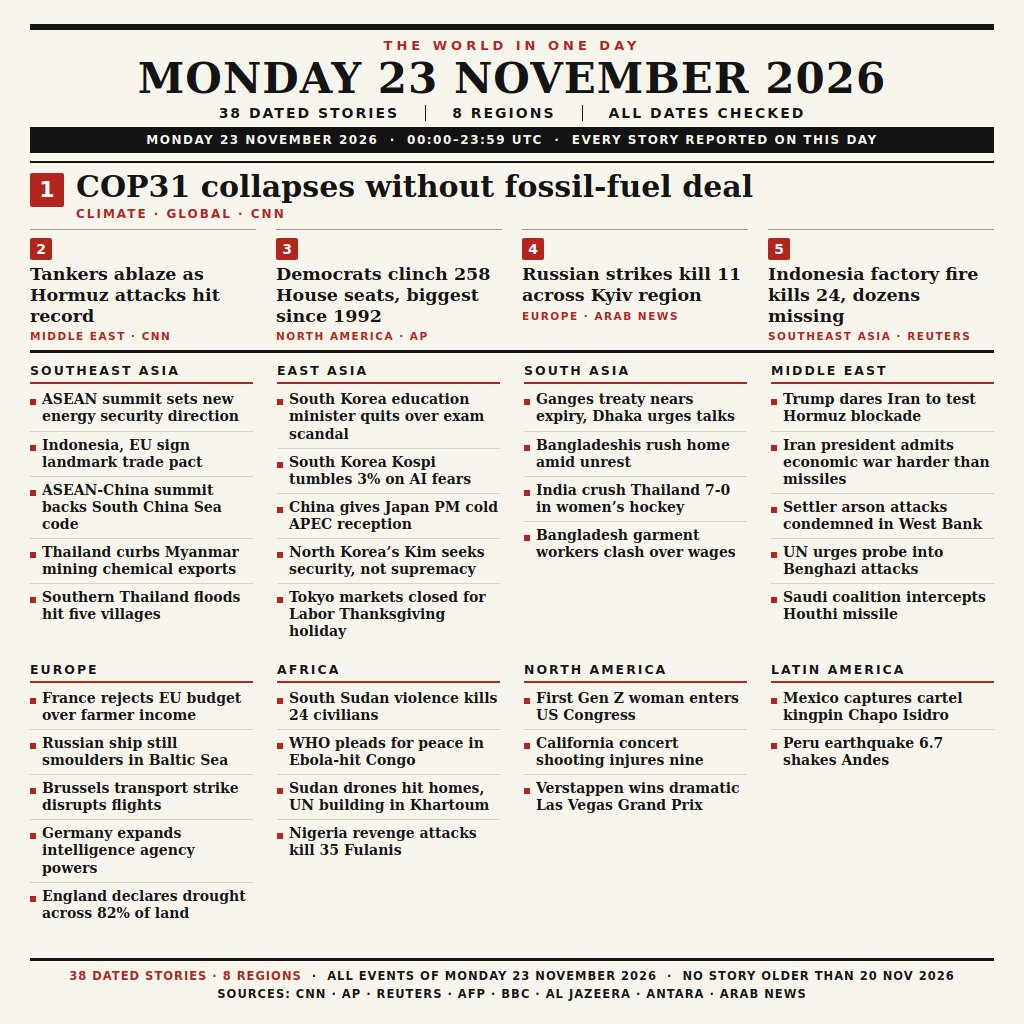 THE WORLD IN ONE DAY
MONDAY 23 NOVEMBER 2026
38 DATED STORIES | 8 REGIONS | ALL DATES CHECKED
MONDAY 23 NOVEMBER 2026 · 00:00–23:59 UTC · EVERY STORY REPORTED ON THIS DAY
1 COP31 collapses without fossil-fuel deal
CLIMATE · GLOBAL · CNN
2
Tankers ablaze as
Hormuz attacks hit
record
MIDDLE EAST · CNN
3
Democrats clinch 258
House seats, biggest
since 1992
NORTH AMERICA · AP
4
Russian strikes kill 11
across Kyiv region
EUROPE · ARAB NEWS
5
Indonesia factory fire
kills 24, dozens
missing
SOUTHEAST ASIA · REUTERS
SOUTHEAST ASIA
ASEAN summit sets new
energy security direction
Indonesia, EU sign
landmark trade pact
ASEAN-China summit
backs South China Sea
code
Thailand curbs Myanmar
mining chemical exports
Southern Thailand floods
hit five villages
EAST ASIA
South Korea education
minister quits over exam
scandal
South Korea Kospi
tumbles 3% on AI fears
China gives Japan PM cold
APEC reception
North Korea’s Kim seeks
security, not supremacy
Tokyo markets closed for
Labor Thanksgiving
holiday
SOUTH ASIA
Ganges treaty nears
expiry, Dhaka urges talks
Bangladeshis rush home
amid unrest
India crush Thailand 7-0
in women’s hockey
Bangladesh garment
workers clash over wages
MIDDLE EAST
Trump dares Iran to test
Hormuz blockade
Iran president admits
economic war harder than
missiles
Settler arson attacks
condemned in West Bank
UN urges probe into
Benghazi attacks
Saudi coalition intercepts
Houthi missile
EUROPE
France rejects EU budget
over farmer income
Russian ship still
smoulders in Baltic Sea
Brussels transport strike
disrupts flights
Germany expands
intelligence agency
powers
England declares drought
across 82% of land
AFRICA
South Sudan violence kills
24 civilians
WHO pleads for peace in
Ebola-hit Congo
Sudan drones hit homes,
UN building in Khartoum
Nigeria revenge attacks
kill 35 Fulanis
NORTH AMERICA
First Gen Z woman enters
US Congress
California concert
shooting injures nine
Verstappen wins dramatic
Las Vegas Grand Prix
LATIN AMERICA
Mexico captures cartel
kingpin Chapo Isidro
Peru earthquake 6.7
shakes Andes
38 DATED STORIES · 8 REGIONS · ALL EVENTS OF MONDAY 23 NOVEMBER 2026 · NO STORY OLDER THAN 20 NOV 2026
SOURCES: CNN · AP · REUTERS · AFP · BBC · AL JAZEERA · ANTARA · ARAB NEWS